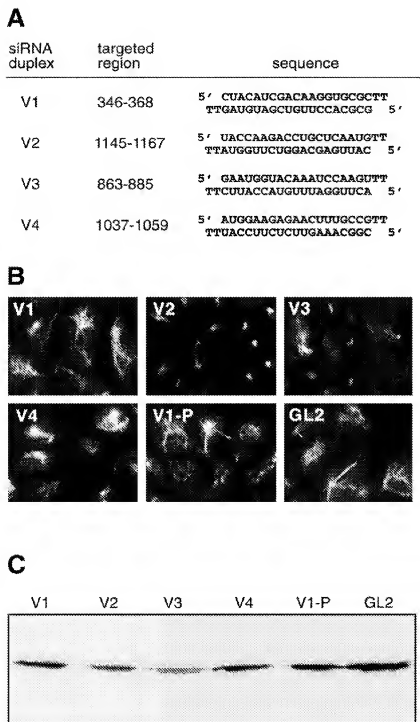 A
siRNA duplex	targeted region	sequence
V1	346-368	5' CUACAUCGACAAGGUGCGCTT
TTGAUGUAGCUGUUCCACGCG 5'
V2	1145-1167	5' UACCAAGACCUGCUCAAUGTT
TTAUGGUUCUGGACGAGUUAC 5'
V3	863-885	5' GAAUGGUACAAAUCCAAGUTT
TTCUUACCAUGUUUAGGUUCA 5'
V4	1037-1059	5' AUGGAAGAGAACUUUGCCGTT
TTUACCUUCUCUUGAAACGGC 5'
B
V1 V2 V3
V4 V1-P GL2
C
V1 V2 V3 V4 V1-P GL2